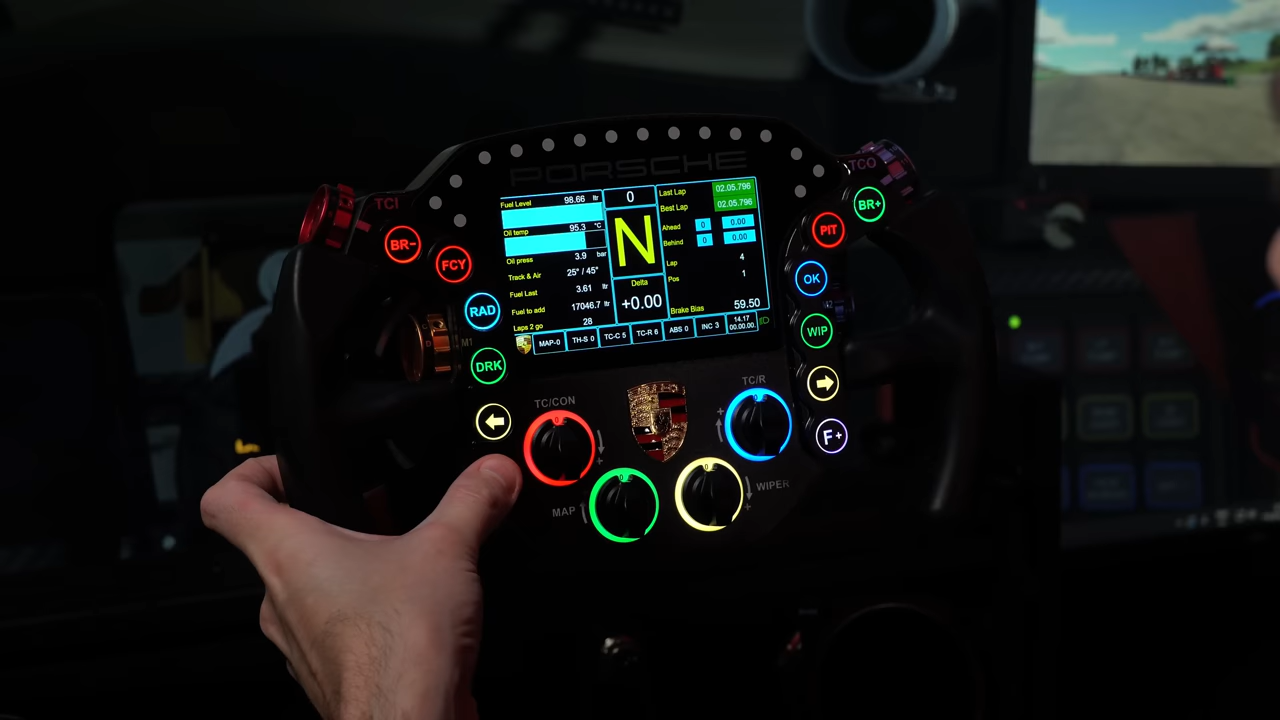 PORSCHE
TCI
TCO
BR-
FCY
RAD
DRK
M1
BR+
PIT
OK
WIP
F+
Fuel Level 98.66 ltr
Oil temp 95.3 °C
Oil press 3.9 bar
Track & Air 25° / 45°
Fuel Last 3.61 ltr
Fuel to add 17046.7 ltr
Laps 2 go 28
0
N
Delta
+0.00
Last Lap 02.05.796
Best Lap 02.05.796
Ahead 0 0.00
Behind 0 0.00
Lap 4
Pos 1
Brake Bias 59.50
MAP-0 TH-S 0 TC-C 5 TC-R 6 ABS 0 INC 3 14.17
00.00.00.
TC/CON
TC/R
MAP
WIPER
0
0
0
0
+
+
+